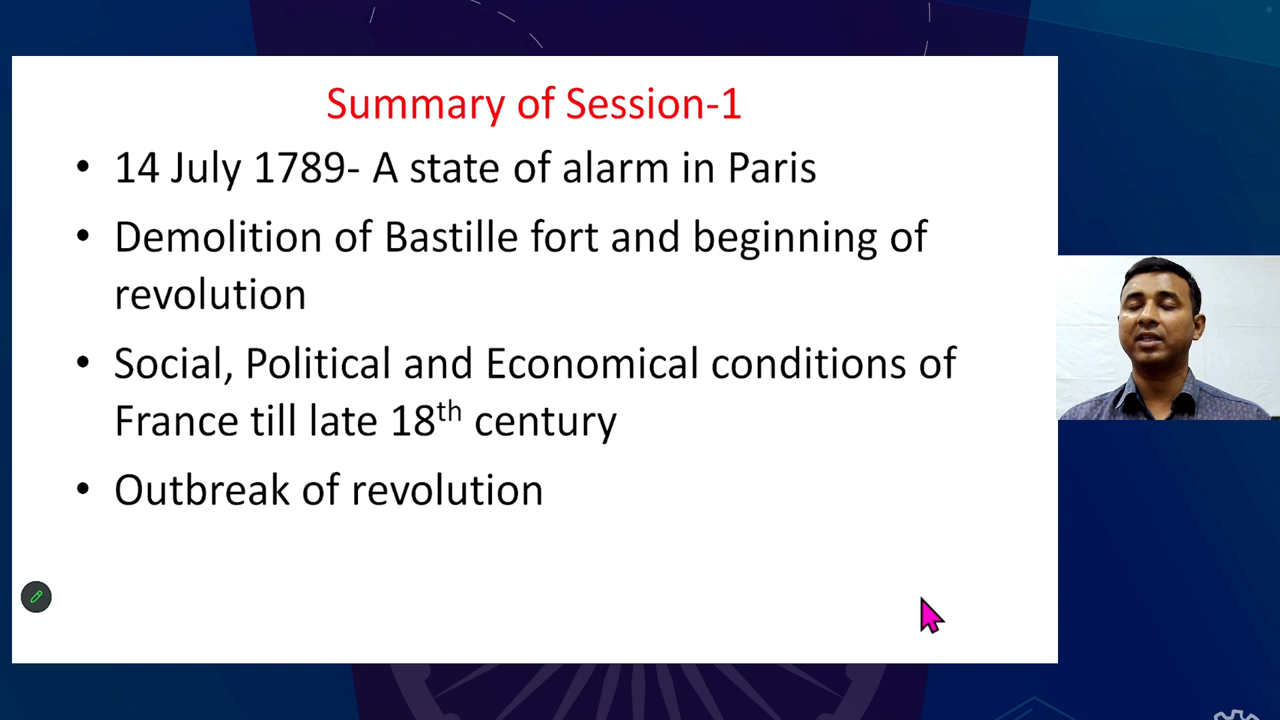 Summary of Session-1
• 14 July 1789- A state of alarm in Paris
• Demolition of Bastille fort and beginning of
revolution
• Social, Political and Economical conditions of
France till late 18th century
• Outbreak of revolution